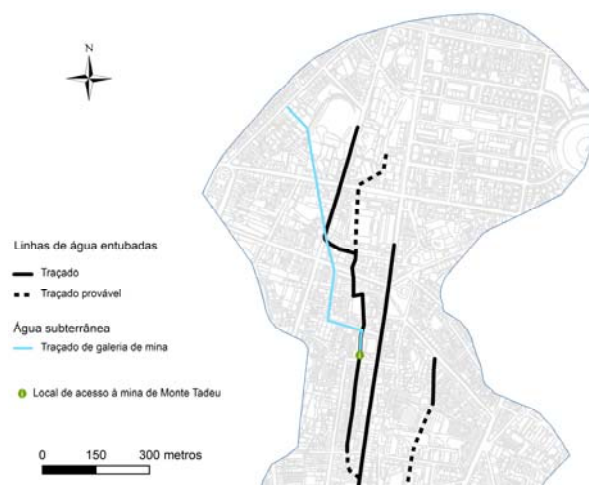 N
Linhas de água entubadas
Traçado
Traçado provável
Água subterrânea
Traçado de galeria de mina
Local de acesso à mina de Monte Tadeu
0 150 300 metros